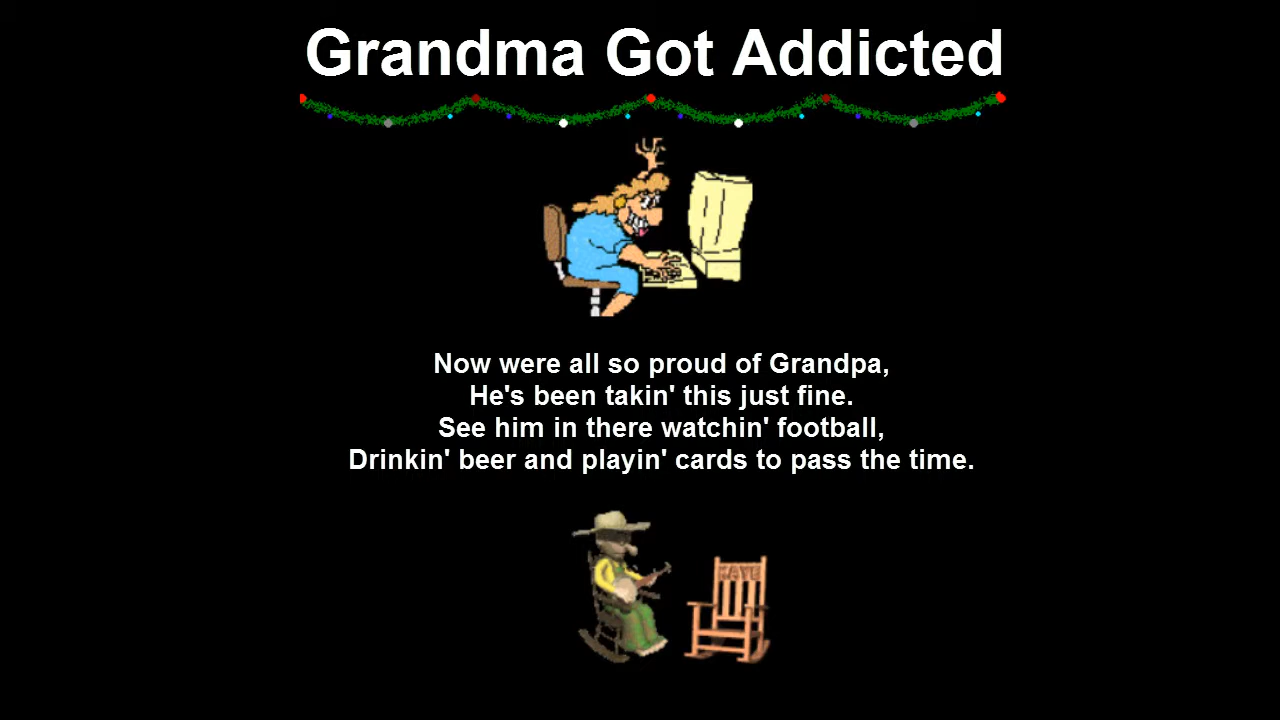 Grandma Got Addicted
Now were all so proud of Grandpa,
He's been takin' this just fine.
See him in there watchin' football,
Drinkin' beer and playin' cards to pass the time.
KAYE